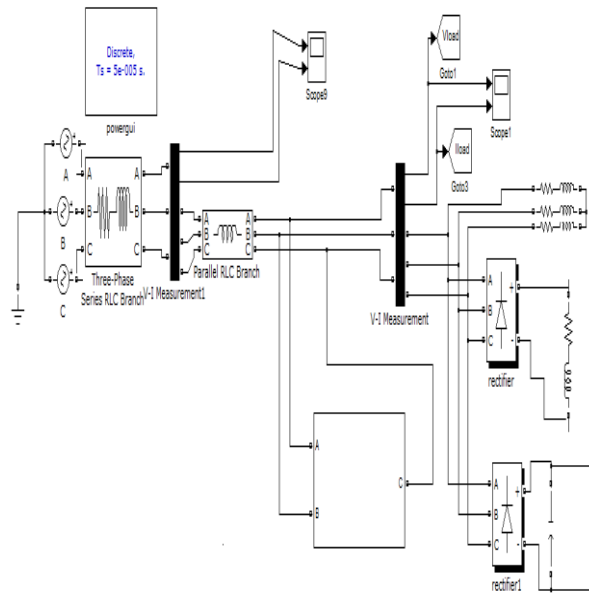 Discrete,
Ts = 5e-005 s.
powergui
Scope9
Vload
Goto1
Scope1
Iload
Goto3
A
B
C
A
B
C
A
B
C
Three-Phase
Series RLC Branch
V-I Measurement1
A
B
C
A
B
C
Parallel RLC Branch
V-I Measurement
A
B
C
+
-
rectifier
A
B
C
A
B
C
+
-
rectifier1